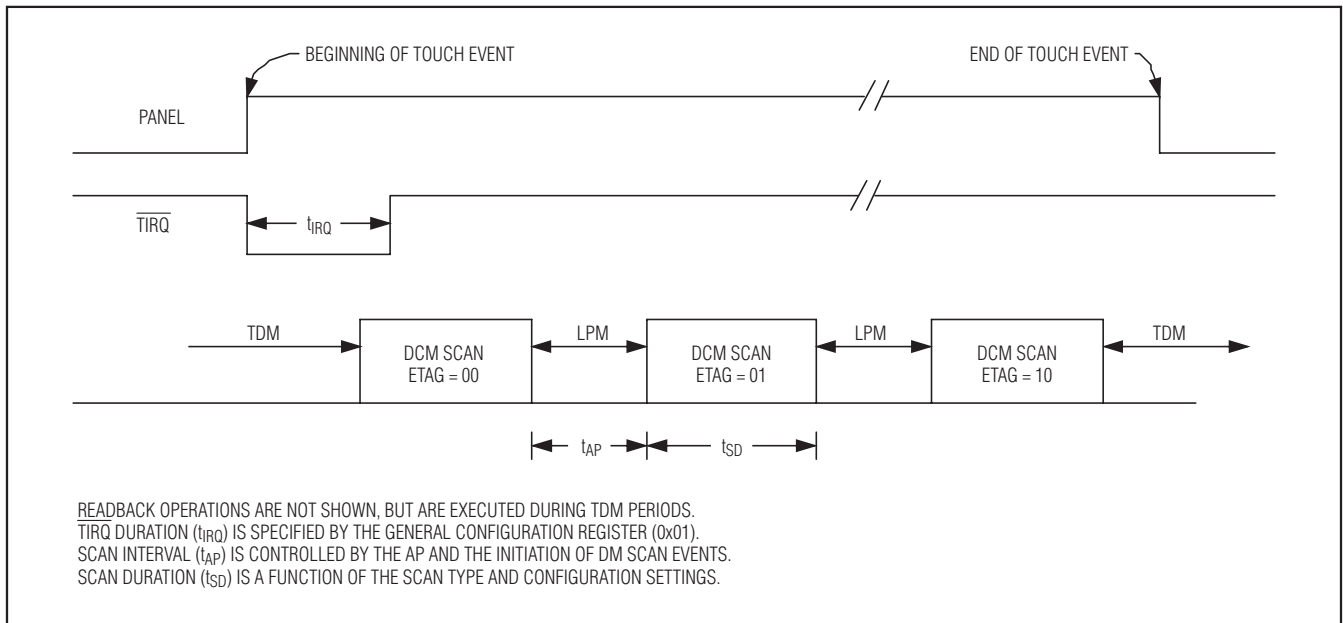 BEGINNING OF TOUCH EVENT
END OF TOUCH EVENT
PANEL
TIRQ
tIRQ
TDM
DCM SCAN
ETAG = 00
LPM
DCM SCAN
ETAG = 01
LPM
DCM SCAN
ETAG = 10
TDM
tAP
tSD
READBACK OPERATIONS ARE NOT SHOWN, BUT ARE EXECUTED DURING TDM PERIODS.
TIRQ DURATION (tIRQ) IS SPECIFIED BY THE GENERAL CONFIGURATION REGISTER (0x01).
SCAN INTERVAL (tAP) IS CONTROLLED BY THE AP AND THE INITIATION OF DM SCAN EVENTS.
SCAN DURATION (tSD) IS A FUNCTION OF THE SCAN TYPE AND CONFIGURATION SETTINGS.